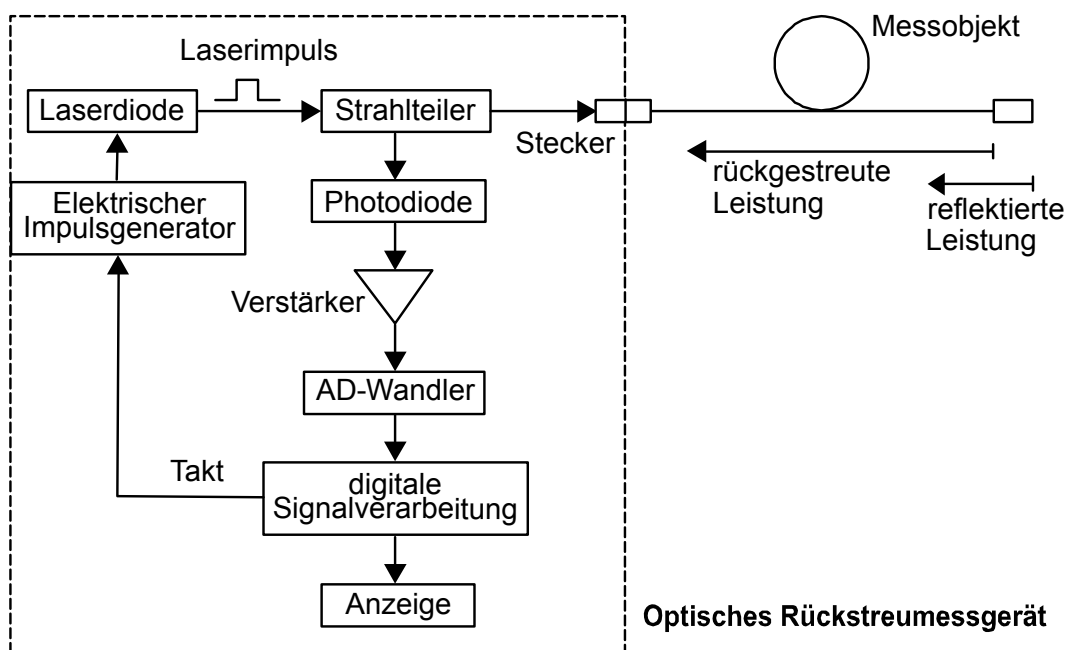 Messobjekt
Laserimpuls
Laserdiode
Strahlteiler
Stecker
rückgestreute
Leistung
reflektierte
Leistung
Elektrischer
Impulsgenerator
Photodiode
Verstärker
AD-Wandler
Takt
digitale
Signalverarbeitung
Anzeige
Optisches Rückstreumessgerät